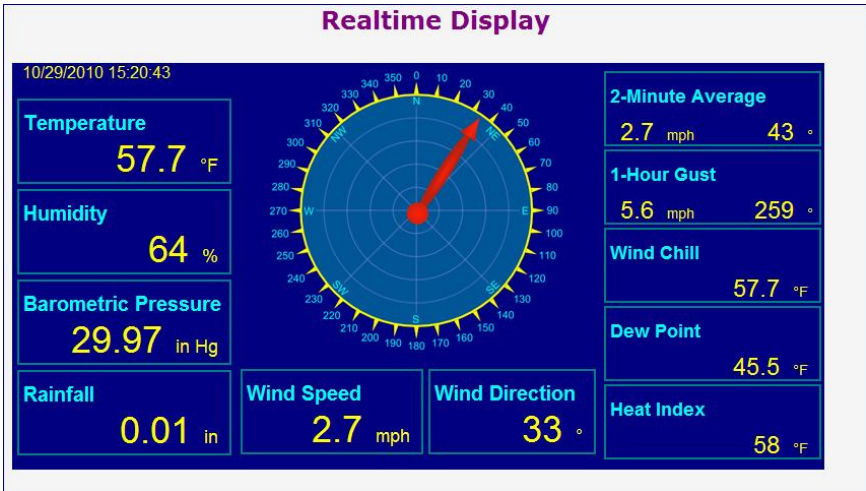 Realtime Display
10/29/2010 15:20:43
Temperature
57.7 °F
Humidity
64 %
Barometric Pressure
29.97 in Hg
Rainfall
0.01 in
0
10
20
30
40
50
60
70
80
90
100
110
120
130
140
150
160
170
180
190
200
210
220
230
240
250
260
270
280
290
300
310
320
330
340
350
N
NE
E
SE
S
SW
W
NW
Wind Speed
2.7 mph
Wind Direction
33 °
2-Minute Average
2.7 mph 43 °
1-Hour Gust
5.6 mph 259 °
Wind Chill
57.7 °F
Dew Point
45.5 °F
Heat Index
58 °F